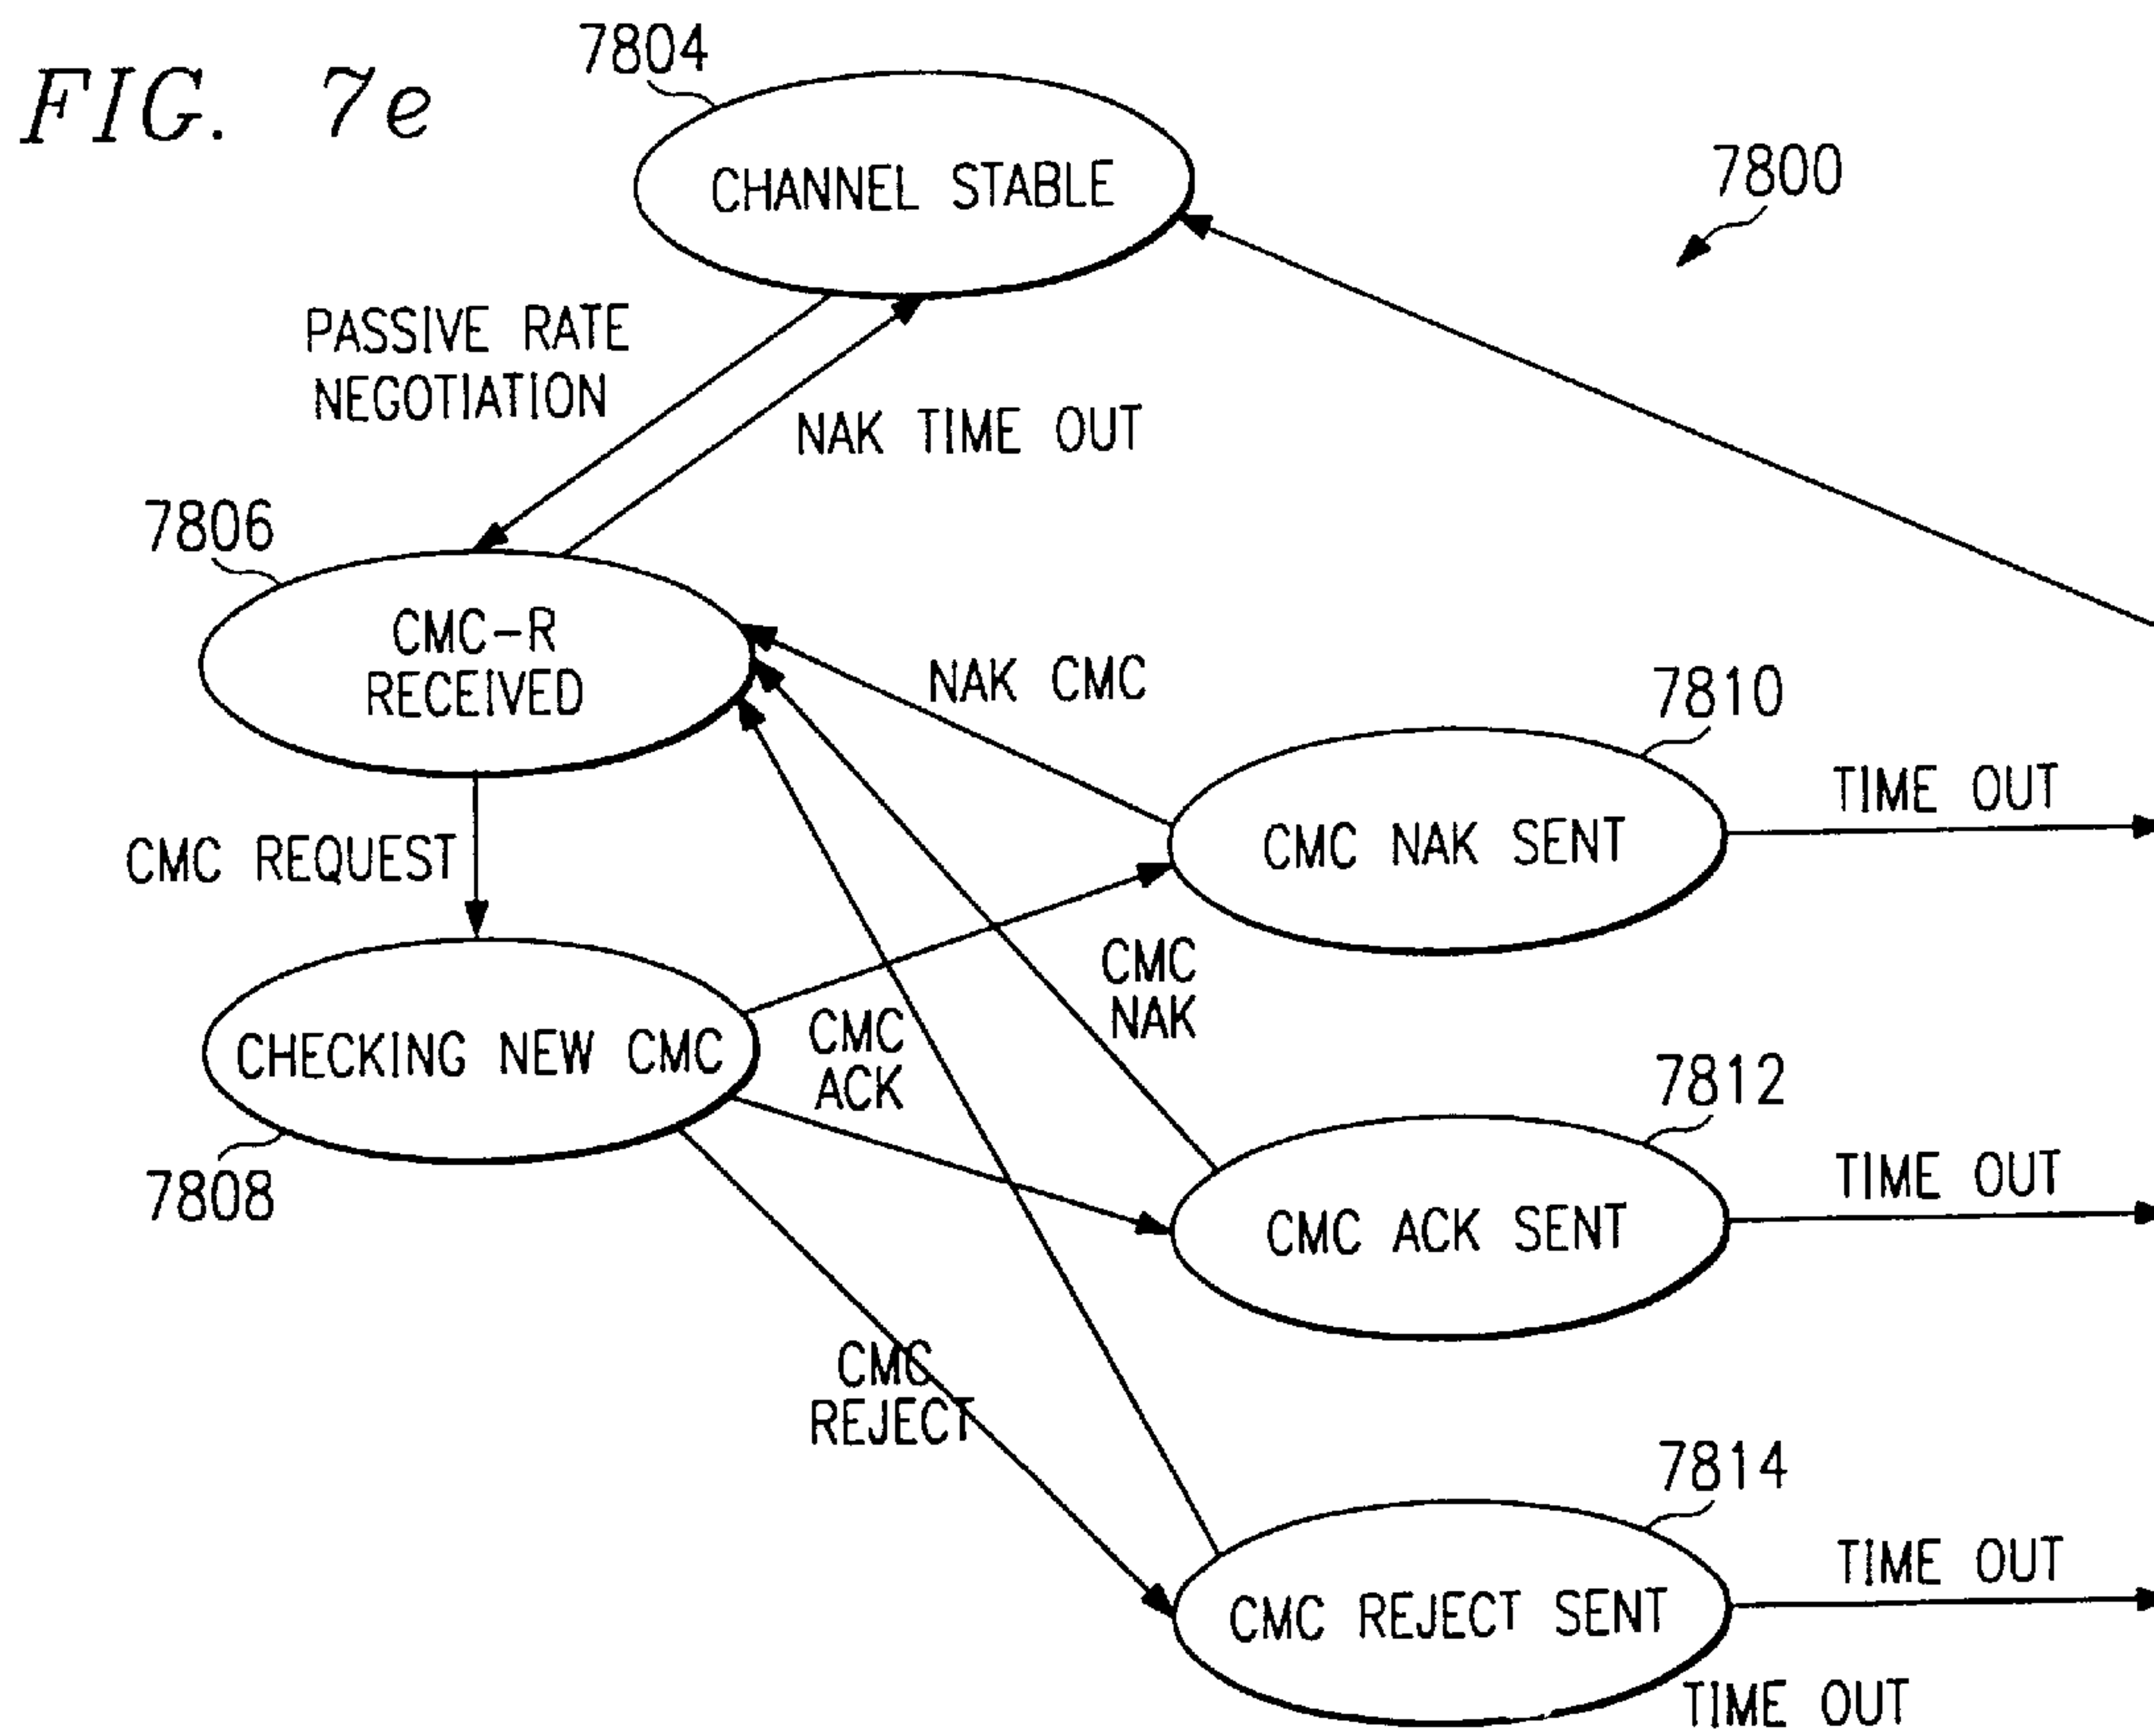 FIG. 7e
7804
CHANNEL STABLE
7800
PASSIVE RATE
NEGOTIATION
NAK TIME OUT
7806
CMC-R
RECEIVED
NAK CMC
7810
TIME OUT
CMC REQUEST
CMC NAK SENT
CMC
NAK
CHECKING NEW CMC
CMC
ACK
7812
7808
TIME OUT
CMC ACK SENT
CMC
REJECT
7814
TIME OUT
CMC REJECT SENT
TIME OUT